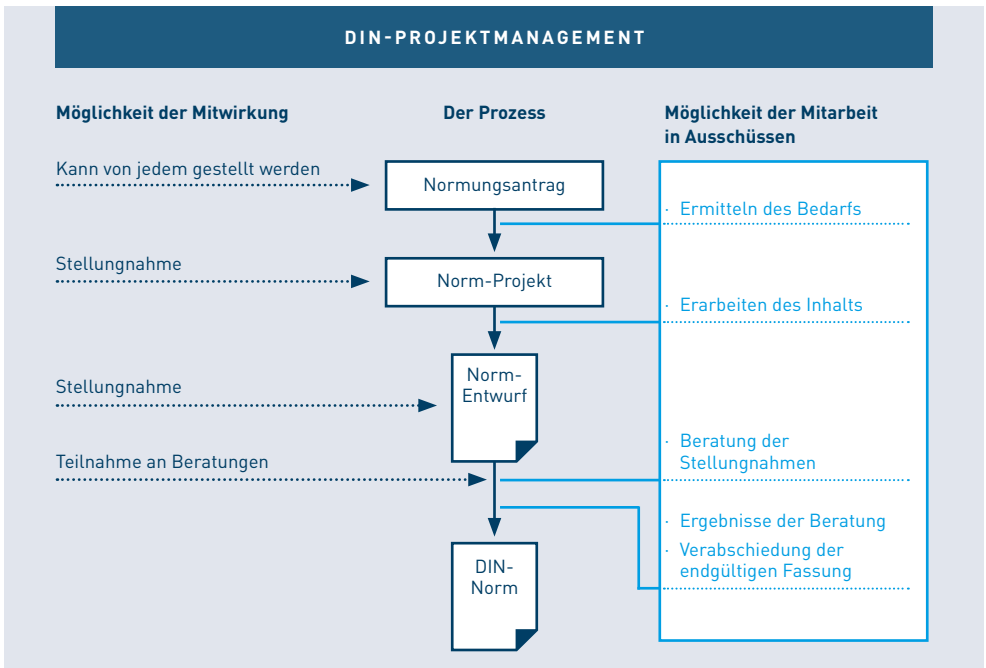 DIN-PROJEKTMANAGEMENT
Möglichkeit der Mitwirkung
Der Prozess
Möglichkeit der Mitarbeit
in Ausschüssen
Kann von jedem gestellt werden
Normungsantrag
· Ermitteln des Bedarfs
Stellungnahme
Norm-Projekt
· Erarbeiten des Inhalts
Stellungnahme
Norm-
Entwurf
Teilnahme an Beratungen
· Beratung der
Stellungnahmen
· Ergebnisse der Beratung
· Verabschiedung der
endgültigen Fassung
DIN-
Norm